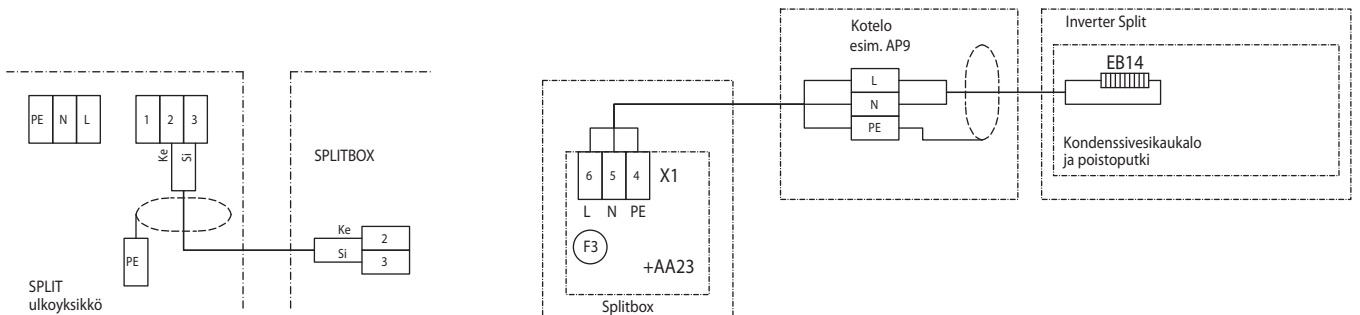 PE N L
1 2 3
Ke
Si
PE
SPLIT
ulkoyksikkö
SPLITBOX
Ke
Si
2
3
6 5 4 X1
L N PE
F3
+AA23
Splitbox
Kotelo
esim. AP9
L
N
PE
Inverter Split
EB14
Kondenssivesikaukalo
ja poistoputki